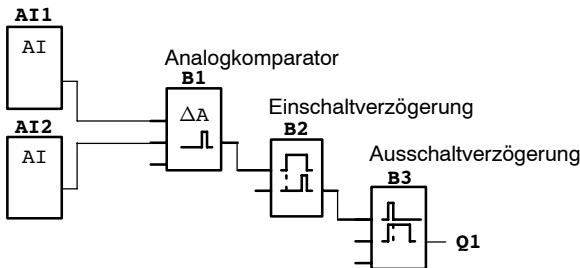 AI1
AI
Analogkomparator
B1
ΔA
AI2
AI
Einschaltverzögerung
B2
Ausschaltverzögerung
B3
Q1